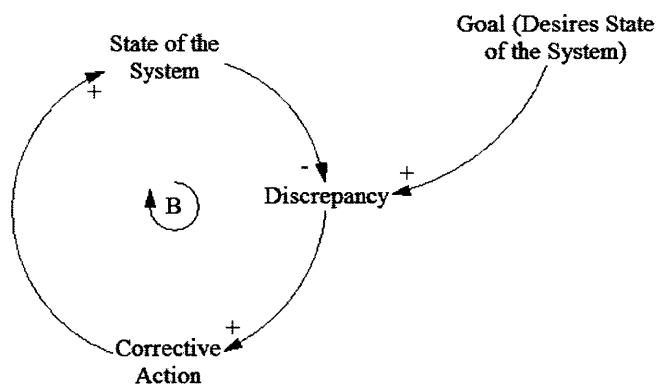 State of the
System
Goal (Desires State
of the System)
+
-
+
Discrepancy
B
+
Corrective
Action